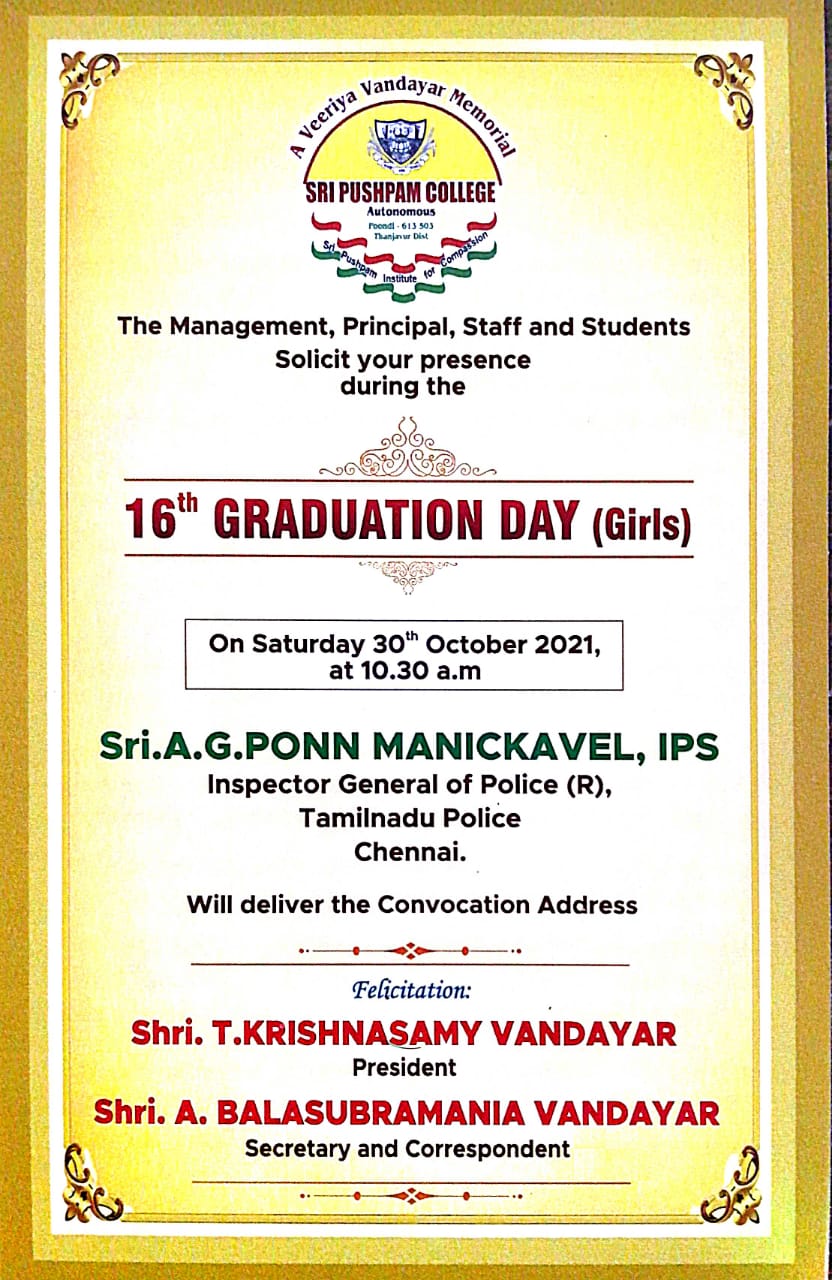 A Veeriya Vandayar Memorial
SRI PUSHPAM COLLEGE
Autonomous
Poondi - 613 503
Thanjavur Dist
Sri Pushpam Institute for Compassion
The Management, Principal, Staff and Students
Solicit your presence
during the
16th GRADUATION DAY (Girls)
On Saturday 30th October 2021,
at 10.30 a.m
Sri.A.G.PONN MANICKAVEL, IPS
Inspector General of Police (R),
Tamilnadu Police
Chennai.
Will deliver the Convocation Address
Felicitation:
Shri. T.KRISHNASAMY VANDAYAR
President
Shri. A. BALASUBRAMANIA VANDAYAR
Secretary and Correspondent